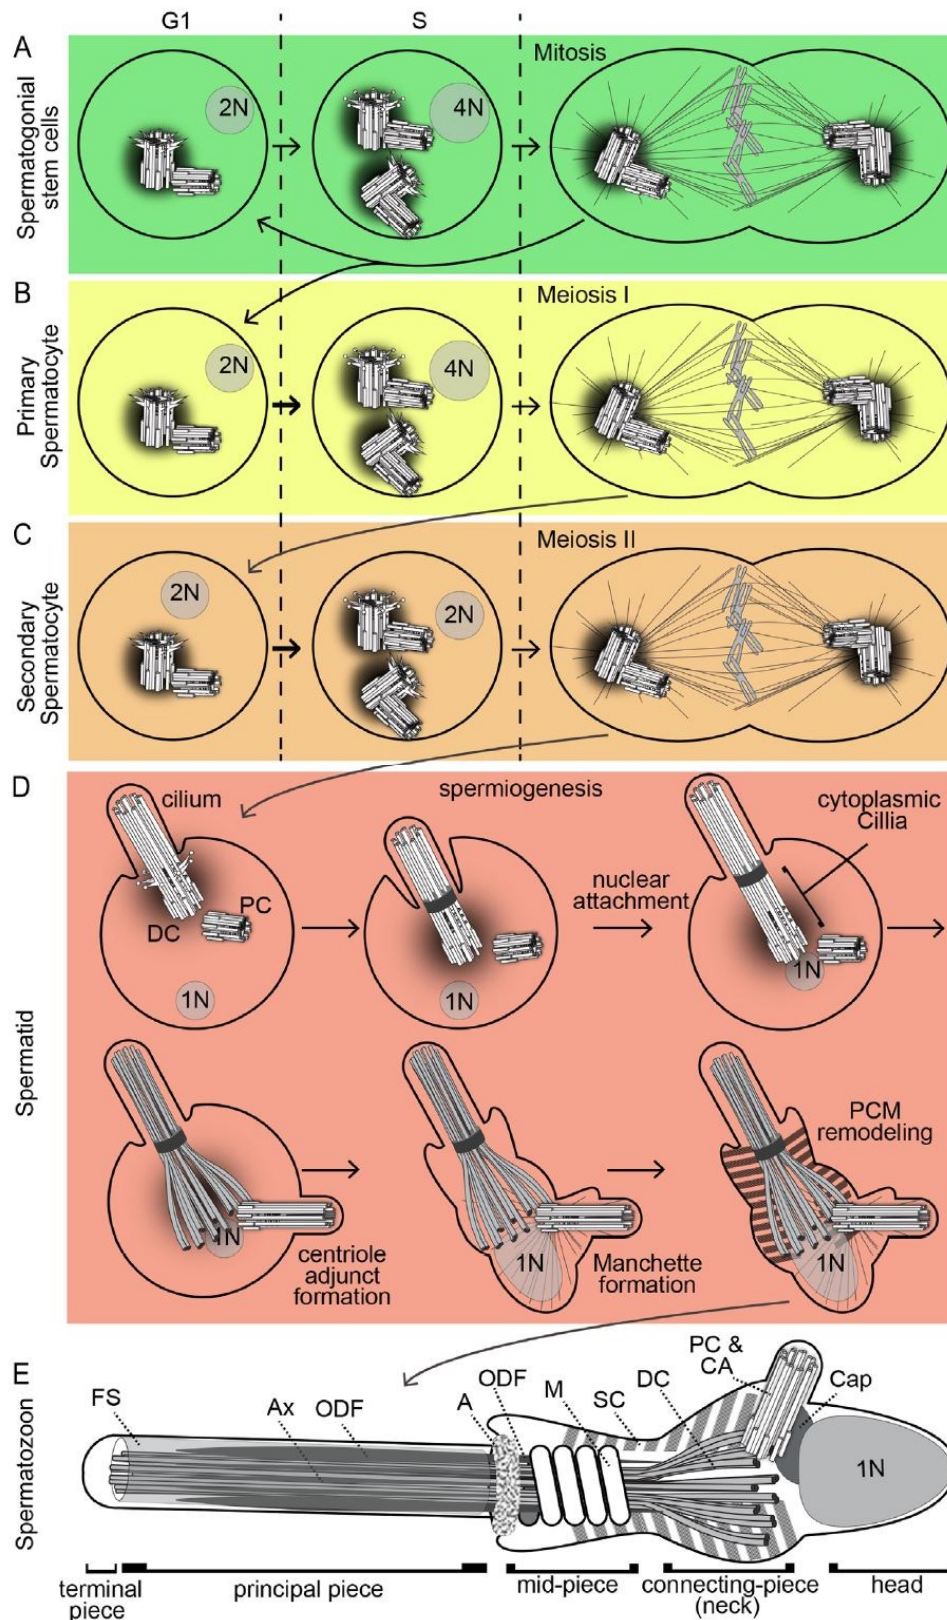 G1
S
A
Spermatogonial
stem cells
2N
4N
Mitosis
B
Primary
Spermatocyte
2N
4N
Meiosis I
C
Secondary
Spermatocyte
2N
2N
Meiosis II
D
Spermatid
cilium
spermiogenesis
cytoplasmic
Cillia
DC
PC
nuclear
attachment
1N
1N
1N
PCM
remodeling
1N
centriole
adjunct
formation
1N
Manchette
formation
1N
E
Spermatozoon
FS
Ax
ODF
A
ODF
M
SC
DC
PC &
CA
Cap
1N
terminal
piece
principal piece
mid-piece
connecting-piece
(neck)
head